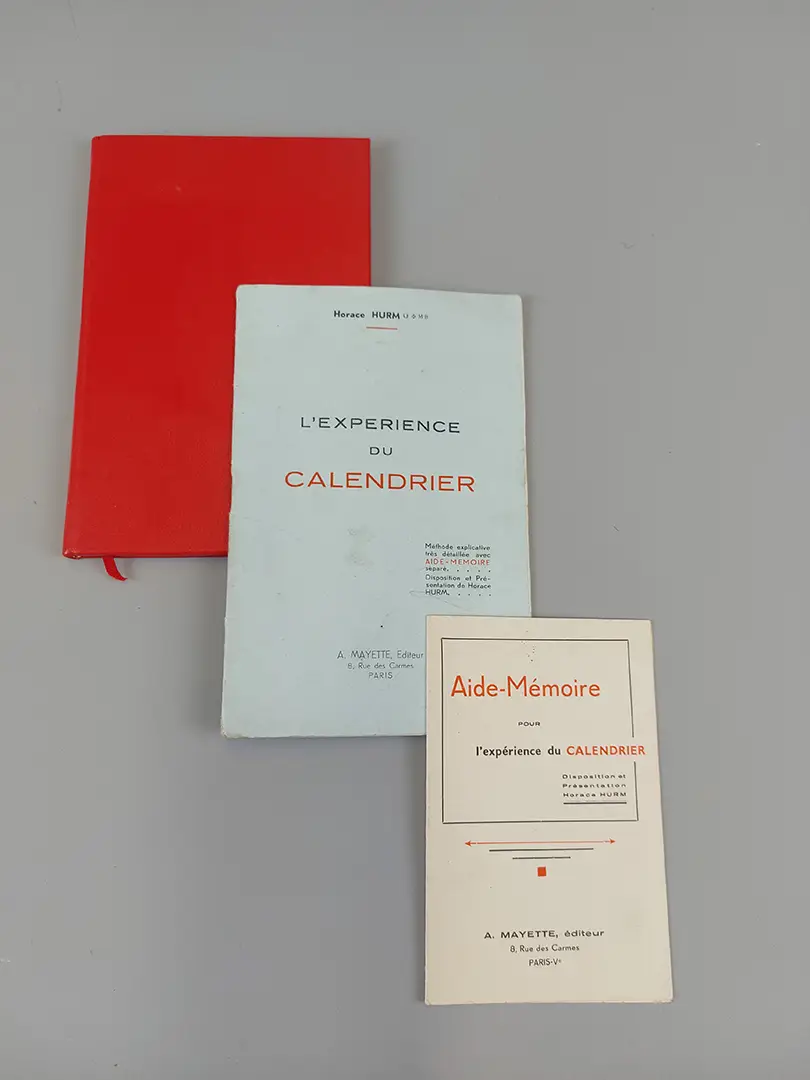 Horace HURM
L'EXPERIENCE
DU
CALENDRIER
Méthode explicative
très détaillée avec
AIDE-MEMOIRE
séparé. . . . .
Disposition et Pré-
sentation de Horace
HURM. . . . .
A. MAYETTE, Editeur
8, Rue des Carmes
PARIS
Aide-Mémoire
POUR
l'expérience du CALENDRIER
Disposition et
Présentation
Horace HURM
A. MAYETTE, éditeur
8, Rue des Carmes
PARIS-Ve